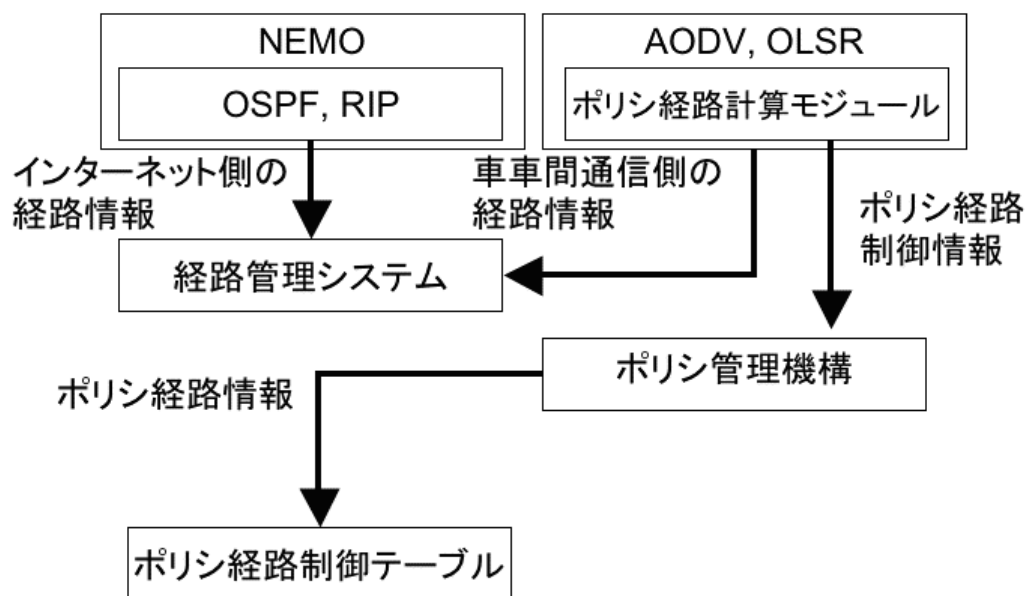 NEMO
OSPF, RIP
AODV, OLSR
ポリシ経路計算モジュール
インターネット側の
経路情報
車車間通信側の
経路情報
ポリシ経路
制御情報
経路管理システム
ポリシ管理機構
ポリシ経路情報
ポリシ経路制御テーブル